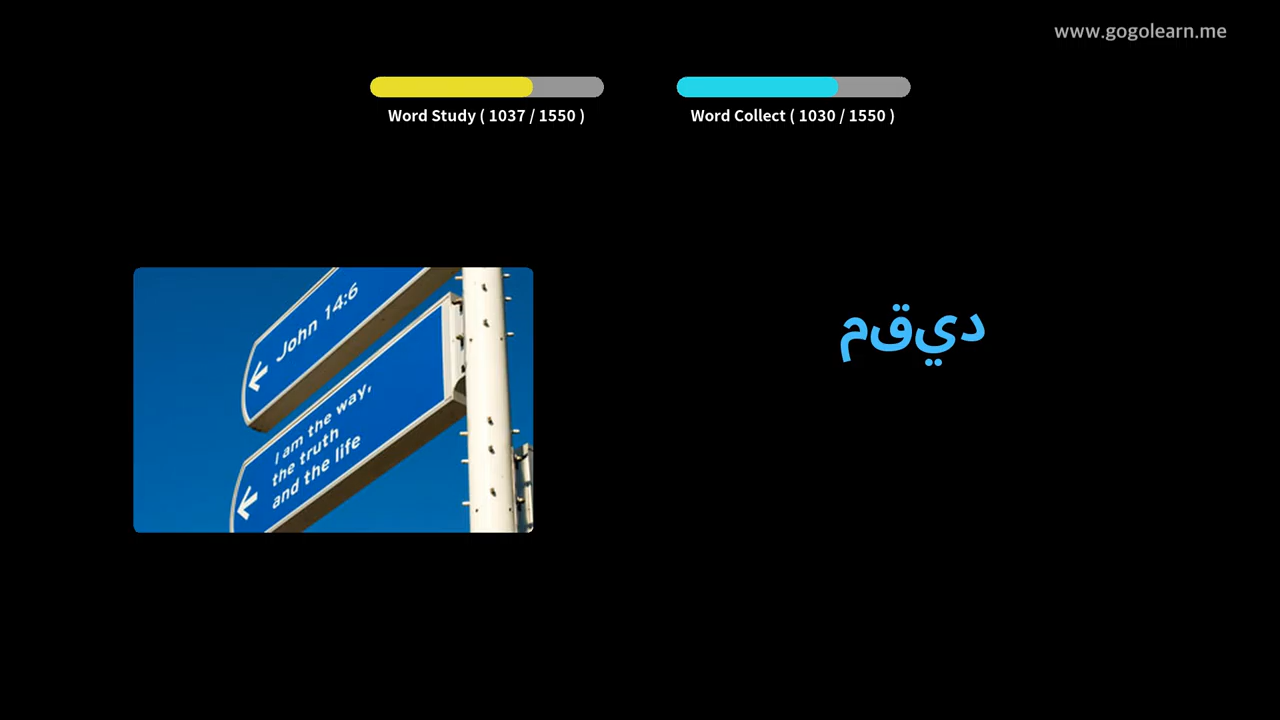 www.gogolearn.me
Word Study ( 1037 / 1550 )
Word Collect ( 1030 / 1550 )
John 14:6
I am the way,
the truth
and the life
ديقم